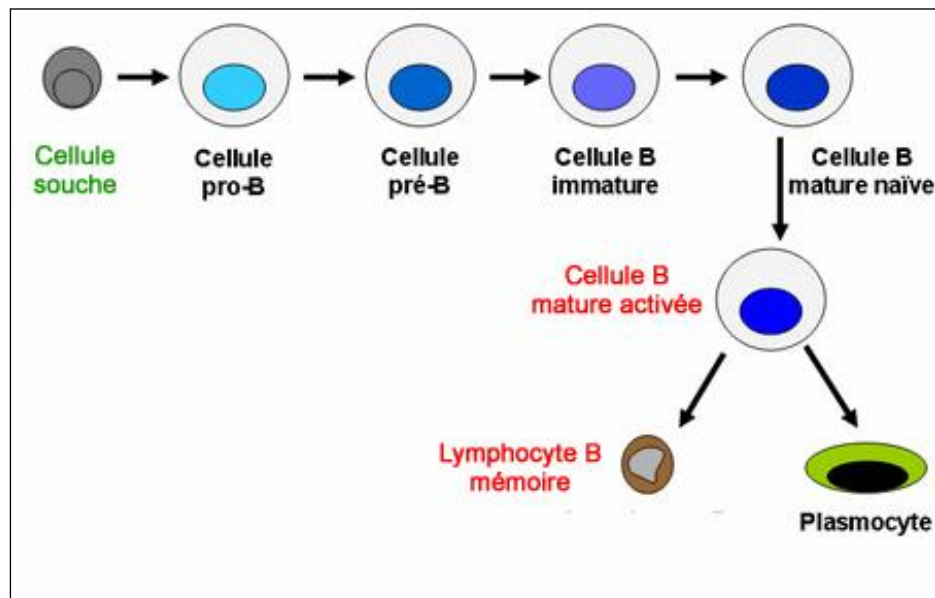 Cellule
souche
Cellule
pro-B
Cellule
pré-B
Cellule B
immature
Cellule B
mature naïve
Cellule B
mature activée
Lymphocyte B
mémoire
Plasmocyte